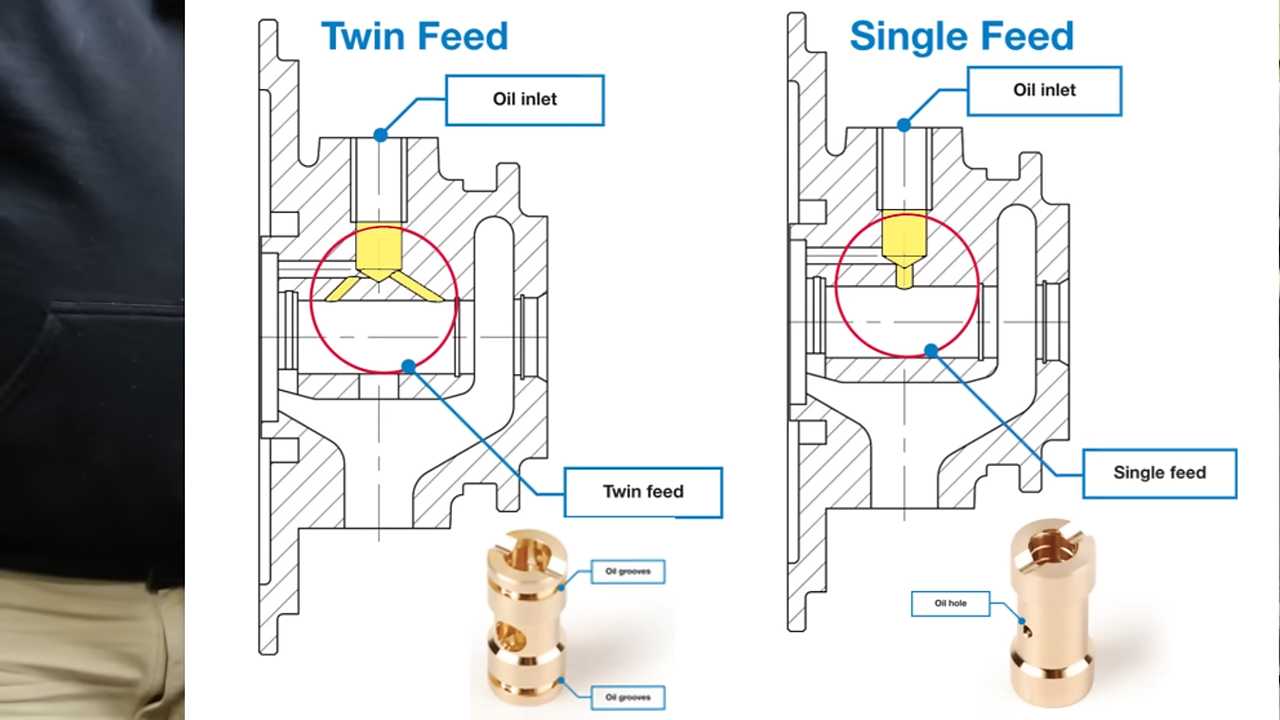 Twin Feed
Oil inlet
Twin feed
Oil grooves
Oil grooves
Single Feed
Oil inlet
Single feed
Oil hole